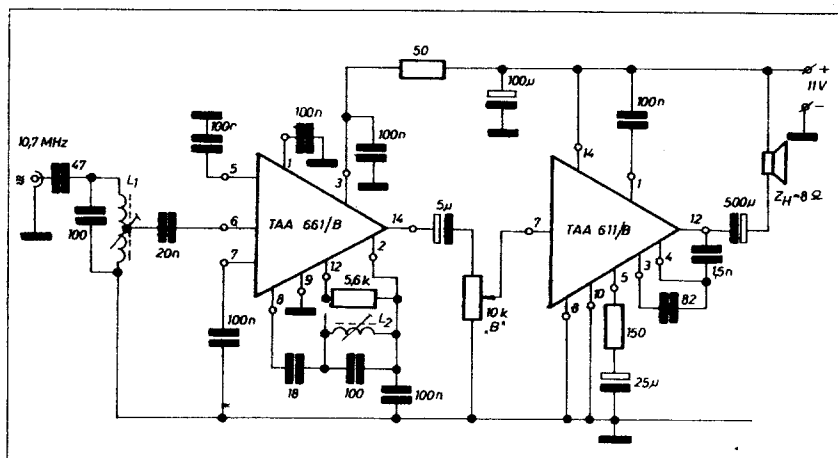 50
100µ
+
11V
−
10,7 MHz
47
L1
100
20n
100n
5
1
100n
3
100n
6
7
TAA 661/B
14
2
8
9
12
5,6k
L2
18
100
100n
100n
5µ
10k
"B"
14
100n
1
7
TAA 611/B
12
4
3
5
10
6
500µ
ZH=8Ω
1,5n
82
150
25µ